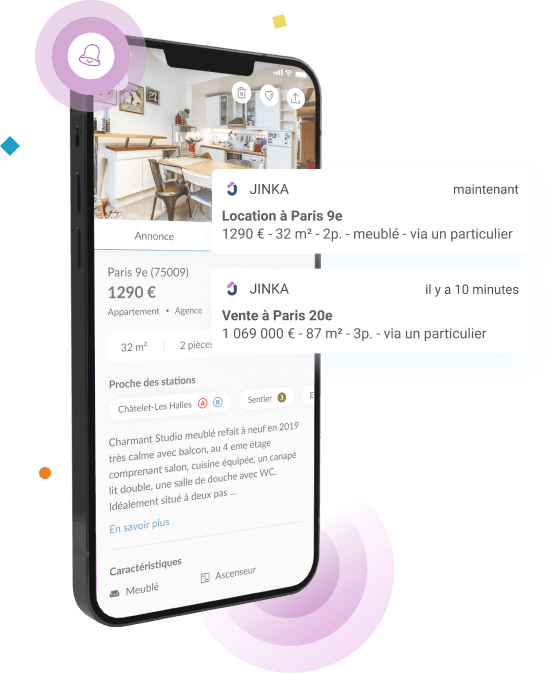 JINKA
maintenant
Location à Paris 9e
1290 € - 32 m² - 2p. - meublé - via un particulier
JINKA
il y a 10 minutes
Vente à Paris 20e
1 069 000 € - 87 m² - 3p. - via un particulier
Annonce
Paris 9e (75009)
1290 €
Appartement • Agence
32 m²
2 pièces
Proche des stations
Châtelet-Les Halles A B
Sentier 3
Charmant Studio meublé refait à neuf en 2019
très calme avec balcon, au 4 eme étage
comprenant salon, cuisine équipée, un canapé
lit double, une salle de douche avec WC.
Idéalement situé à deux pas ...
En savoir plus
Caractéristiques
Meublé
Ascenseur